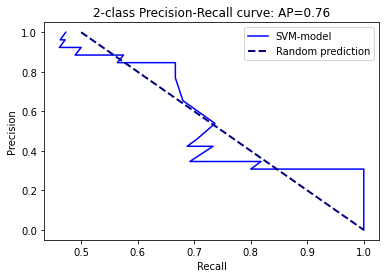 2-class Precision-Recall curve: AP=0.76
SVM-model
Random prediction
Precision
1.0
0.8
0.6
0.4
0.2
0.0
0.5
0.6
0.7
0.8
0.9
1.0
Recall